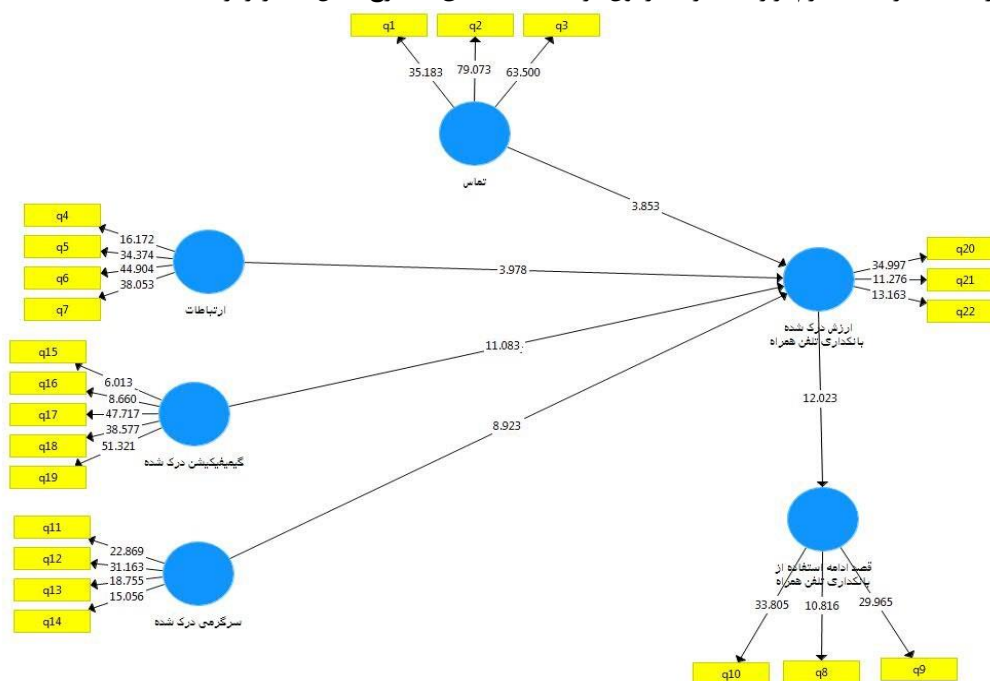 q1
q2
q3
35.183
79.073
63.500
تماس
3.853
q4
q5
q6
q7
16.172
34.374
44.904
38.053
ارتباطات
3.978
q20
q21
q22
34.997
11.276
13.163
ارزش درک شده
بانکداری تلفن همراه
q15
q16
q17
q18
q19
6.013
8.660
47.717
38.577
51.321
گیمیفیکیشن درک شده
11.083
12.023
8.923
q11
q12
q13
q14
22.869
31.163
18.755
15.056
سرگرمی درک شده
قصد ادامه استفاده از
بانکداری تلفن همراه
33.805
10.816
29.965
q10
q8
q9